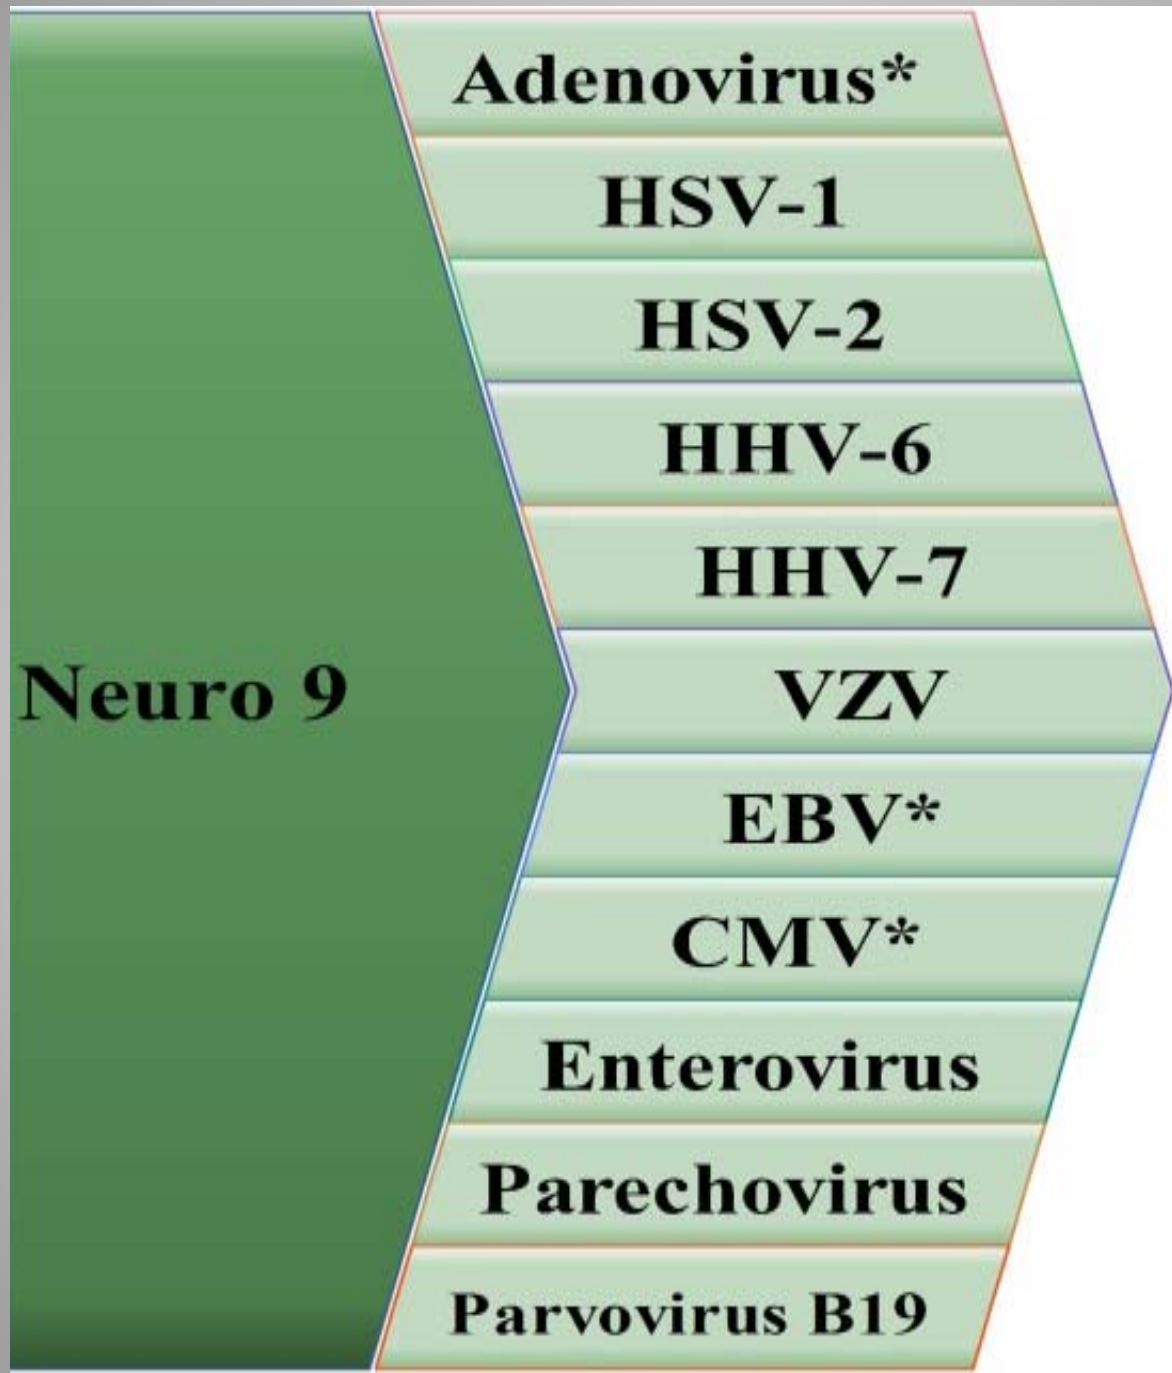 Neuro 9
Adenovirus*
HSV-1
HSV-2
HHV-6
HHV-7
VZV
EBV*
CMV*
Enterovirus
Parechovirus
Parvovirus B19